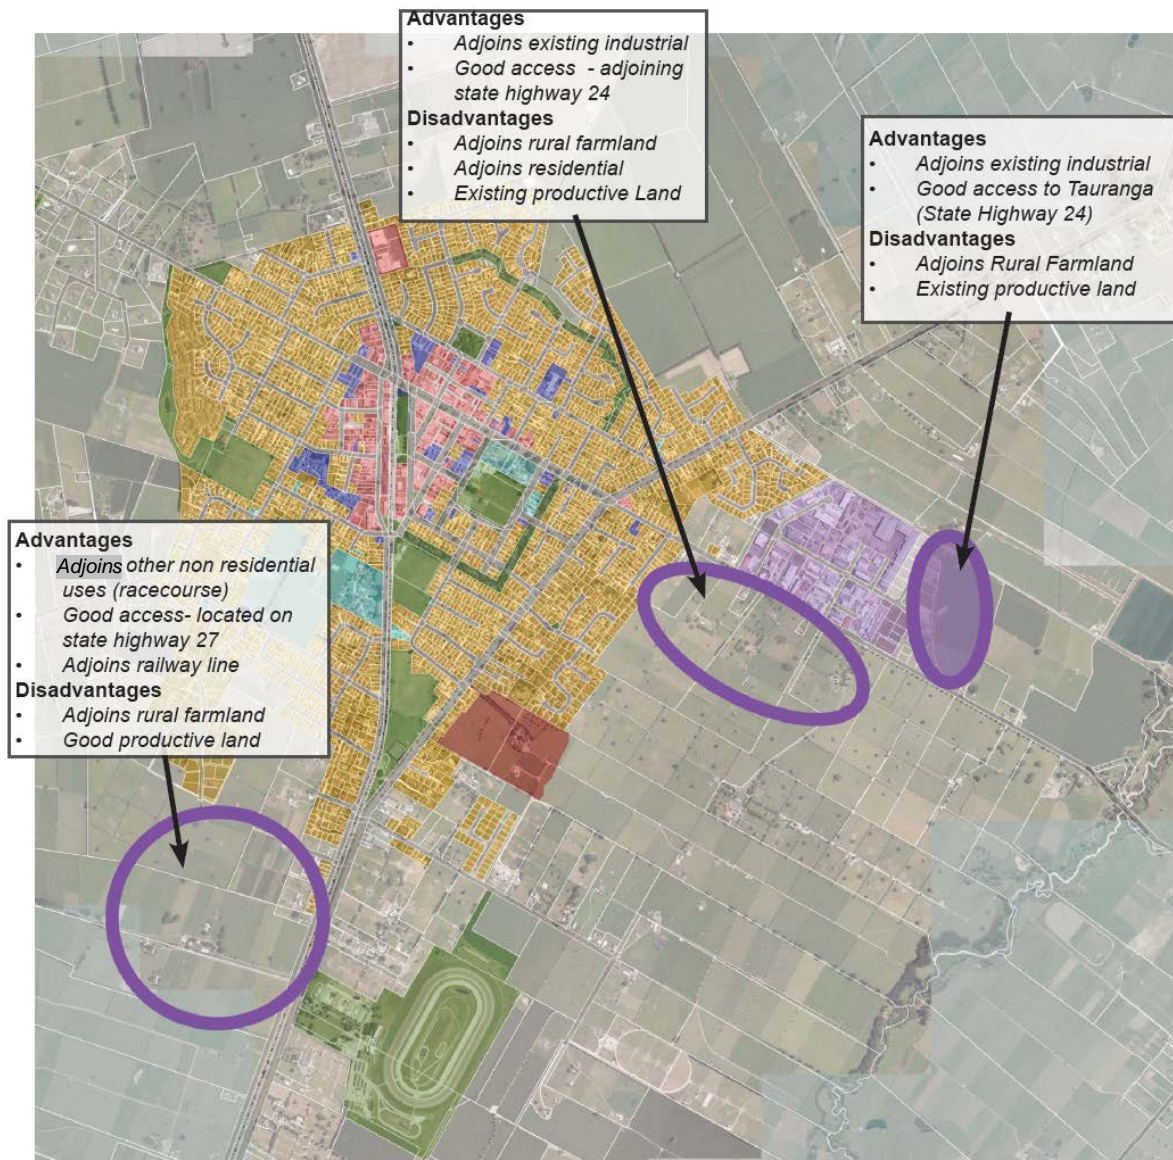 Advantages
• Adjoins existing industrial
• Good access - adjoining
state highway 24
Disadvantages
• Adjoins rural farmland
• Adjoins residential
• Existing productive Land
Advantages
• Adjoins existing industrial
• Good access to Tauranga
(State Highway 24)
Disadvantages
• Adjoins Rural Farmland
• Existing productive land
Advantages
• Adjoins other non residential
uses (racecourse)
• Good access- located on
state highway 27
• Adjoins railway line
Disadvantages
• Adjoins rural farmland
• Good productive land